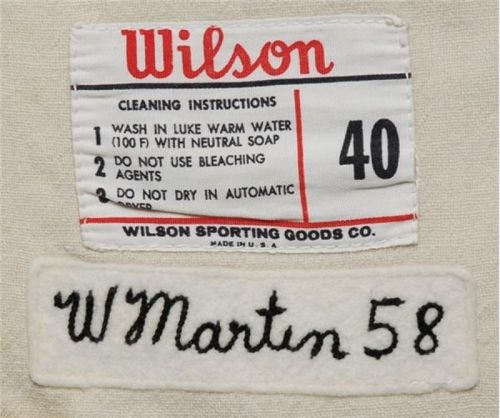 Wilson
CLEANING INSTRUCTIONS
1 WASH IN LUKE WARM WATER
(100 F) WITH NEUTRAL SOAP
2 DO NOT USE BLEACHING
AGENTS
3 DO NOT DRY IN AUTOMATIC
DRYER
40
WILSON SPORTING GOODS CO.
MADE IN U.S.A.
W Martin 58